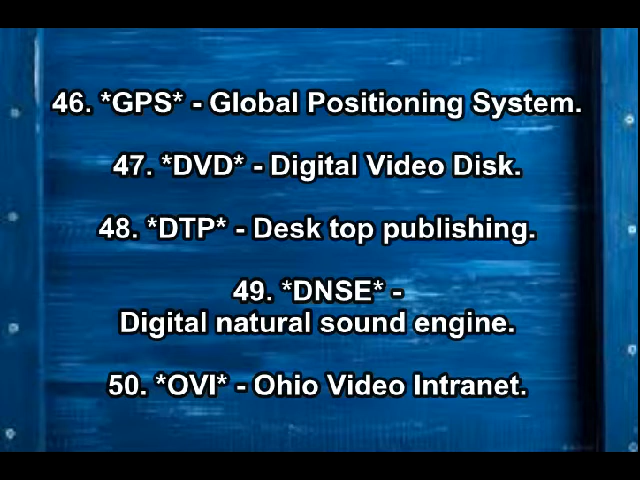 46. *GPS* - Global Positioning System.
47. *DVD* - Digital Video Disk.
48. *DTP* - Desk top publishing.
49. *DNSE* -
Digital natural sound engine.
50. *OVI* - Ohio Video Intranet.